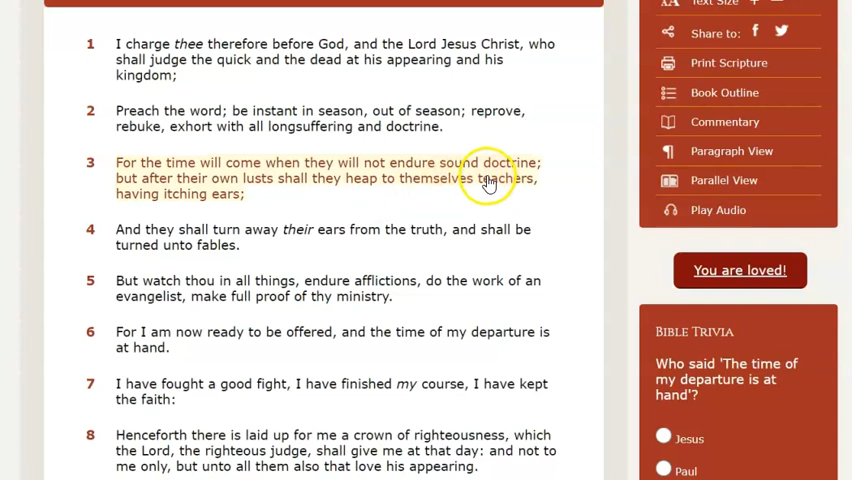 1 I charge thee therefore before God, and the Lord Jesus Christ, who
shall judge the quick and the dead at his appearing and his
kingdom;
2 Preach the word; be instant in season, out of season; reprove,
rebuke, exhort with all longsuffering and doctrine.
3 For the time will come when they will not endure sound doctrine;
but after their own lusts shall they heap to themselves teachers,
having itching ears;
4 And they shall turn away their ears from the truth, and shall be
turned unto fables.
5 But watch thou in all things, endure afflictions, do the work of an
evangelist, make full proof of thy ministry.
6 For I am now ready to be offered, and the time of my departure is
at hand.
7 I have fought a good fight, I have finished my course, I have kept
the faith:
8 Henceforth there is laid up for me a crown of righteousness, which
the Lord, the righteous judge, shall give me at that day: and not to
me only, but unto all them also that love his appearing.
AA Text Size + −
Share to: f
Print Scripture
Book Outline
Commentary
¶ Paragraph View
Parallel View
Play Audio
You are loved!
Bible Trivia
Who said 'The time of
my departure is at
hand'?
Jesus
Paul